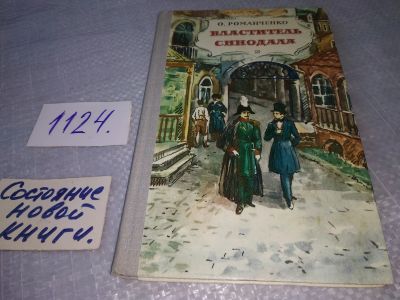 О. РОМАНЧЕНКО
ВЛАСТИТЕЛЬ
СИНОДАЛА
1124.
Состояние
новой
книги.